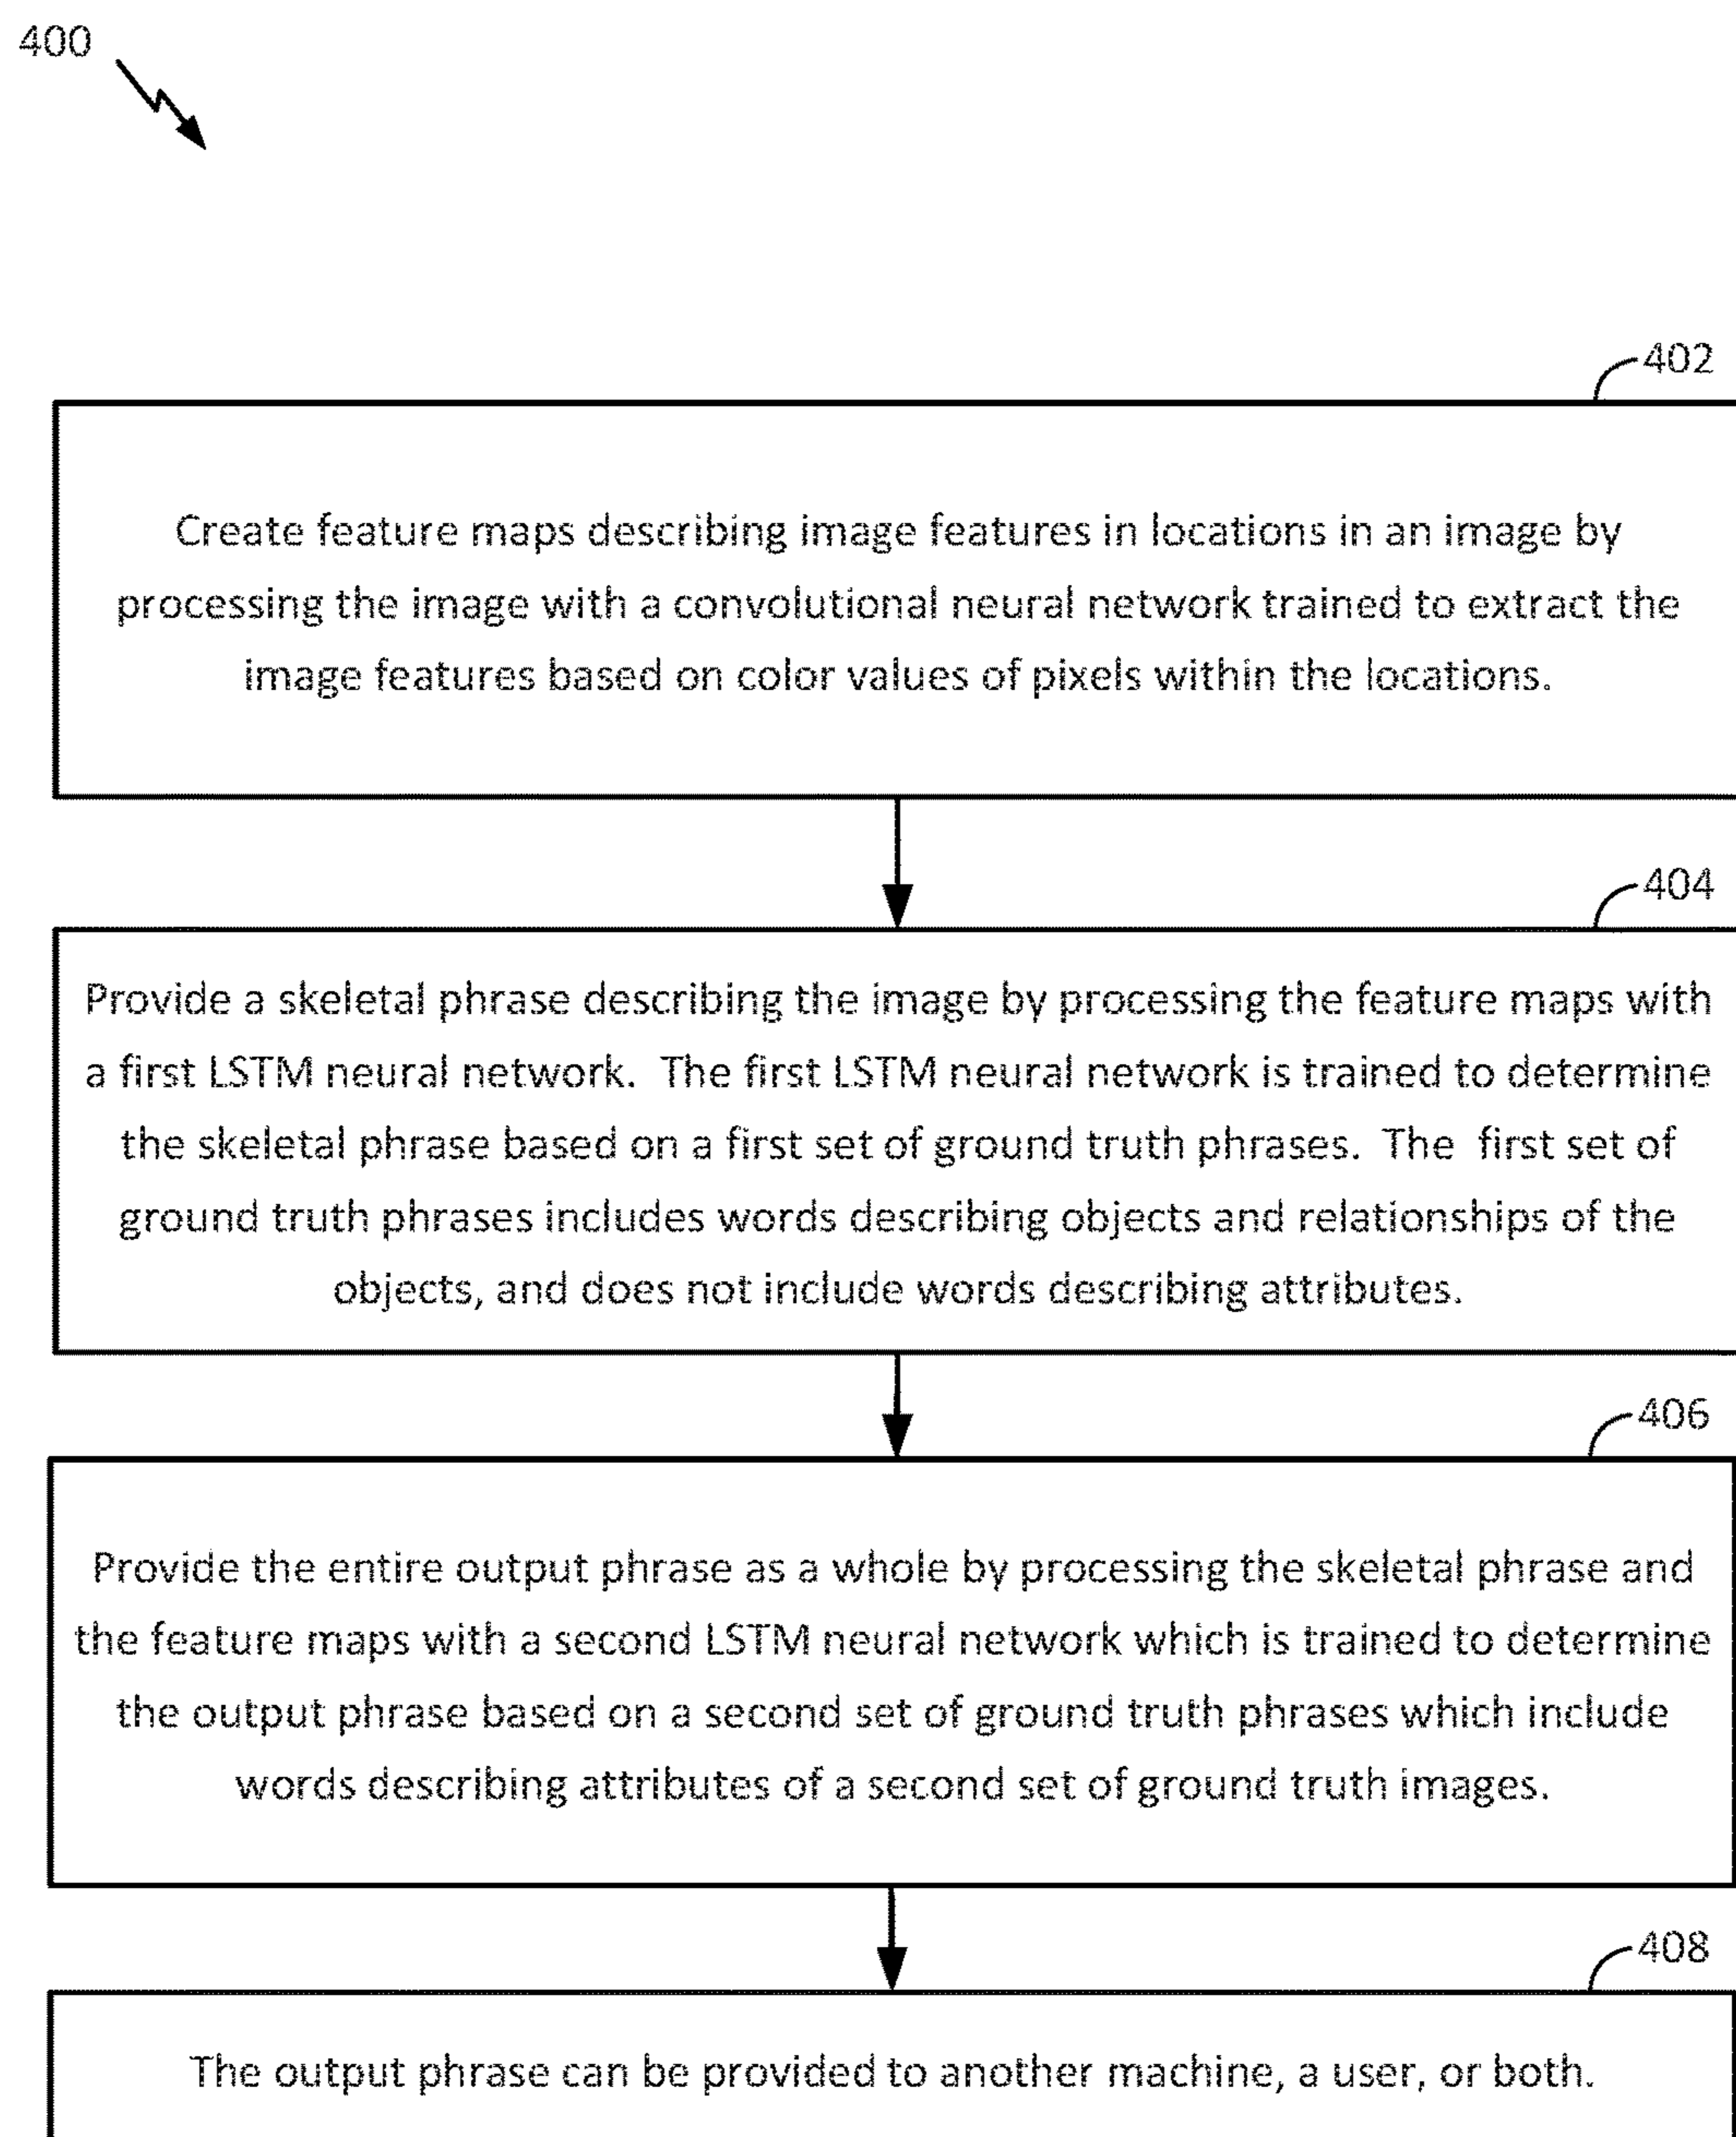 400
402
Create feature maps describing image features in locations in an image by
processing the image with a convolutional neural network trained to extract the
image features based on color values of pixels within the locations.
404
Provide a skeletal phrase describing the image by processing the feature maps with
a first LSTM neural network. The first LSTM neural network is trained to determine
the skeletal phrase based on a first set of ground truth phrases. The first set of
ground truth phrases includes words describing objects and relationships of the
objects, and does not include words describing attributes.
406
Provide the entire output phrase as a whole by processing the skeletal phrase and
the feature maps with a second LSTM neural network which is trained to determine
the output phrase based on a second set of ground truth phrases which include
words describing attributes of a second set of ground truth images.
408
The output phrase can be provided to another machine, a user, or both.